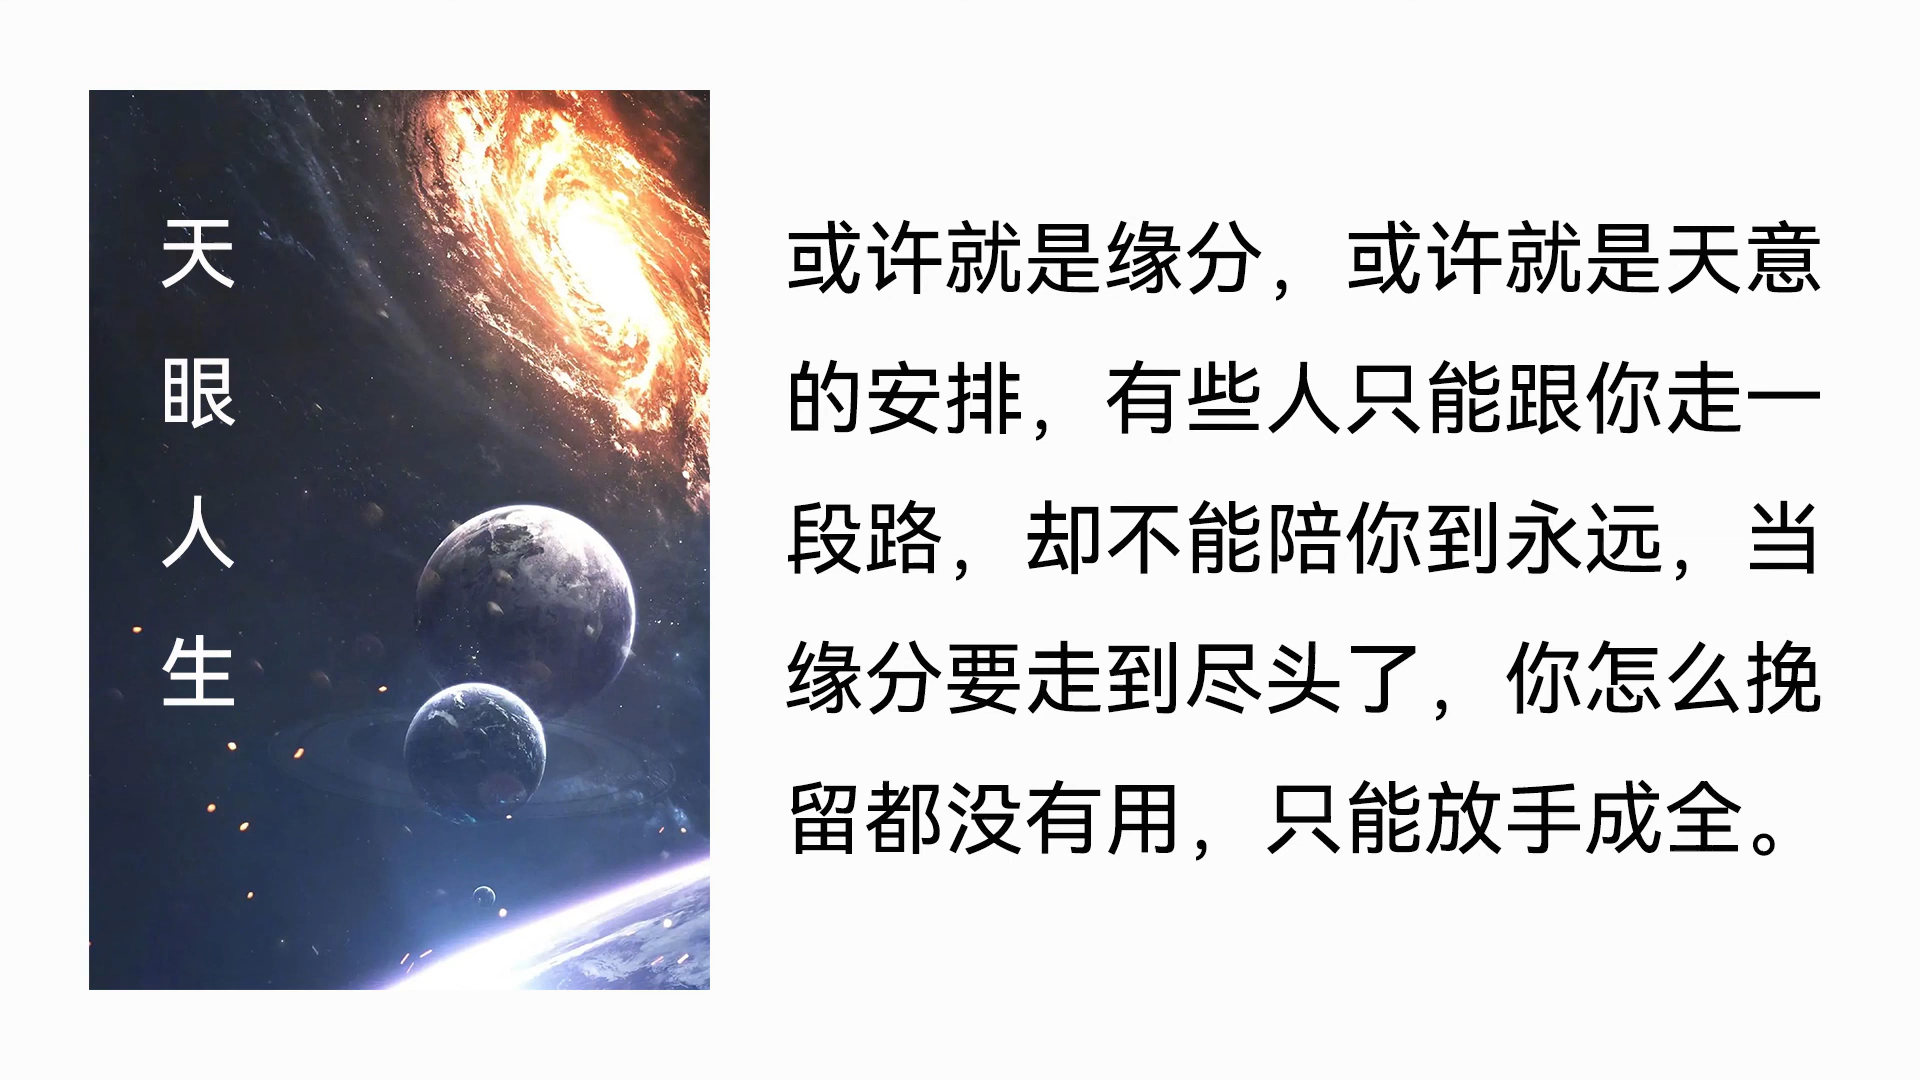 天眼人生
或许就是缘分，或许就是天意
的安排，有些人只能跟你走一
段路，却不能陪你到永远，当
缘分要走到尽头了，你怎么挽
留都没有用，只能放手成全。